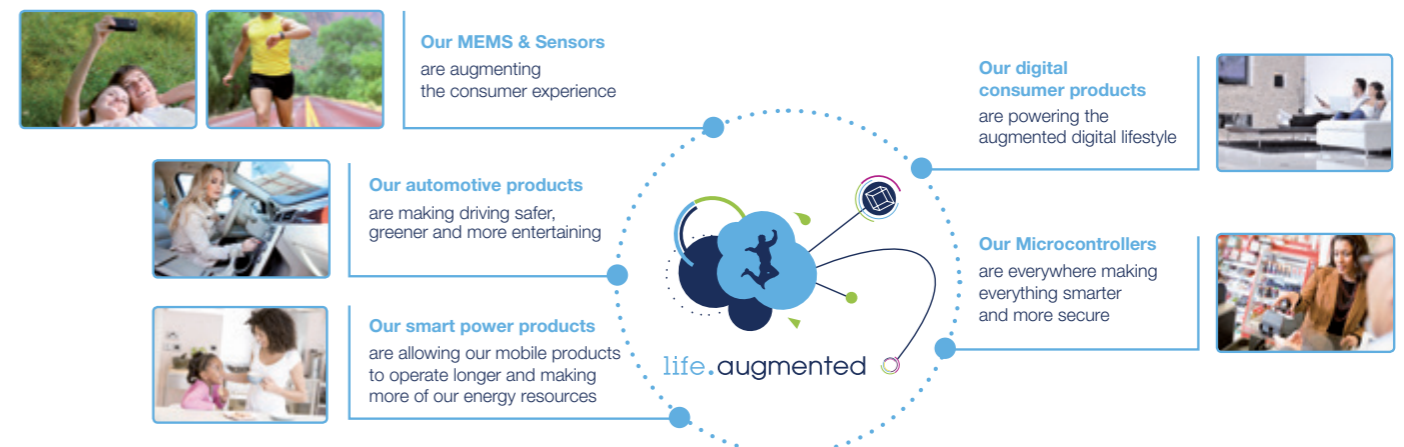 Our MEMS & Sensors
are augmenting
the consumer experience
Our automotive products
are making driving safer,
greener and more entertaining
Our smart power products
are allowing our mobile products
to operate longer and making
more of our energy resources
life.augmented
Our digital
consumer products
are powering the
augmented digital lifestyle
Our Microcontrollers
are everywhere making
everything smarter
and more secure